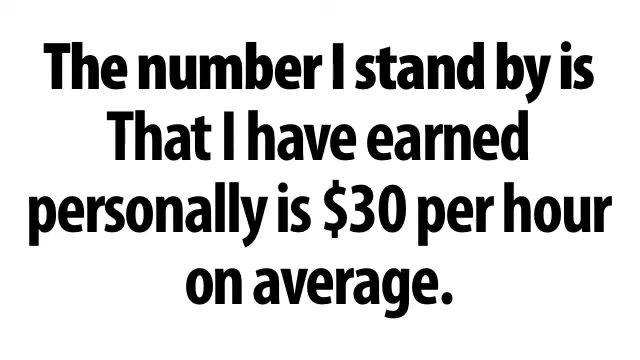 The number I stand by is
That I have earned
personally is $30 per hour
on average.